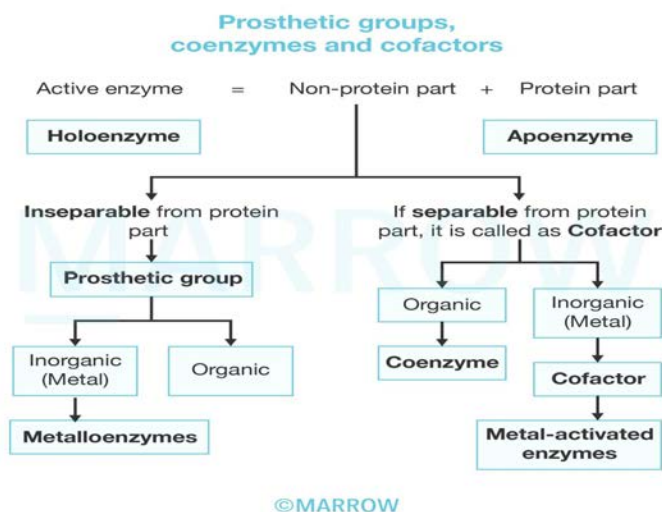 Prosthetic groups,
coenzymes and cofactors
Active enzyme = Non-protein part + Protein part
Holoenzyme
Apoenzyme
Inseparable from protein
part
If separable from protein
part, it is called as Cofactor
Prosthetic group
Inorganic
(Metal)
Organic
Metalloenzymes
Organic
Inorganic
(Metal)
Coenzyme
Cofactor
Metal-activated
enzymes
MARROW
©MARROW